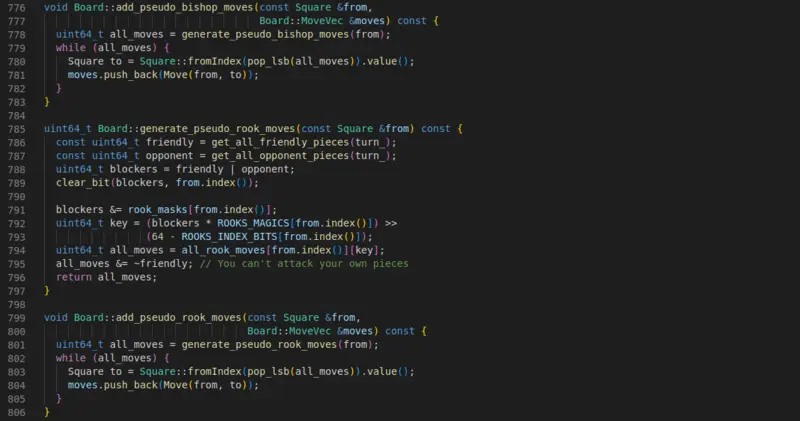 776 void Board::add_pseudo_bishop_moves(const Square &from,
777 Board::MoveVec &moves) const {
778 uint64_t all_moves = generate_pseudo_bishop_moves(from);
779 while (all_moves) {
780 Square to = Square::fromIndex(pop_lsb(all_moves)).value();
781 moves.push_back(Move(from, to));
782 }
783 }
784
785 uint64_t Board::generate_pseudo_rook_moves(const Square &from) const {
786 const uint64_t friendly = get_all_friendly_pieces(turn_);
787 const uint64_t opponent = get_all_opponent_pieces(turn_);
788 uint64_t blockers = friendly | opponent;
789 clear_bit(blockers, from.index());
790
791 blockers &= rook_masks[from.index()];
792 uint64_t key = (blockers * ROOKS_MAGICS[from.index()]) >>
793 (64 - ROOKS_INDEX_BITS[from.index()]);
794 uint64_t all_moves = all_rook_moves[from.index()][key];
795 all_moves &= ~friendly; // You can't attack your own pieces
796 return all_moves;
797 }
798
799 void Board::add_pseudo_rook_moves(const Square &from,
800 Board::MoveVec &moves) const {
801 uint64_t all_moves = generate_pseudo_rook_moves(from);
802 while (all_moves) {
803 Square to = Square::fromIndex(pop_lsb(all_moves)).value();
804 moves.push_back(Move(from, to));
805 }
806 }